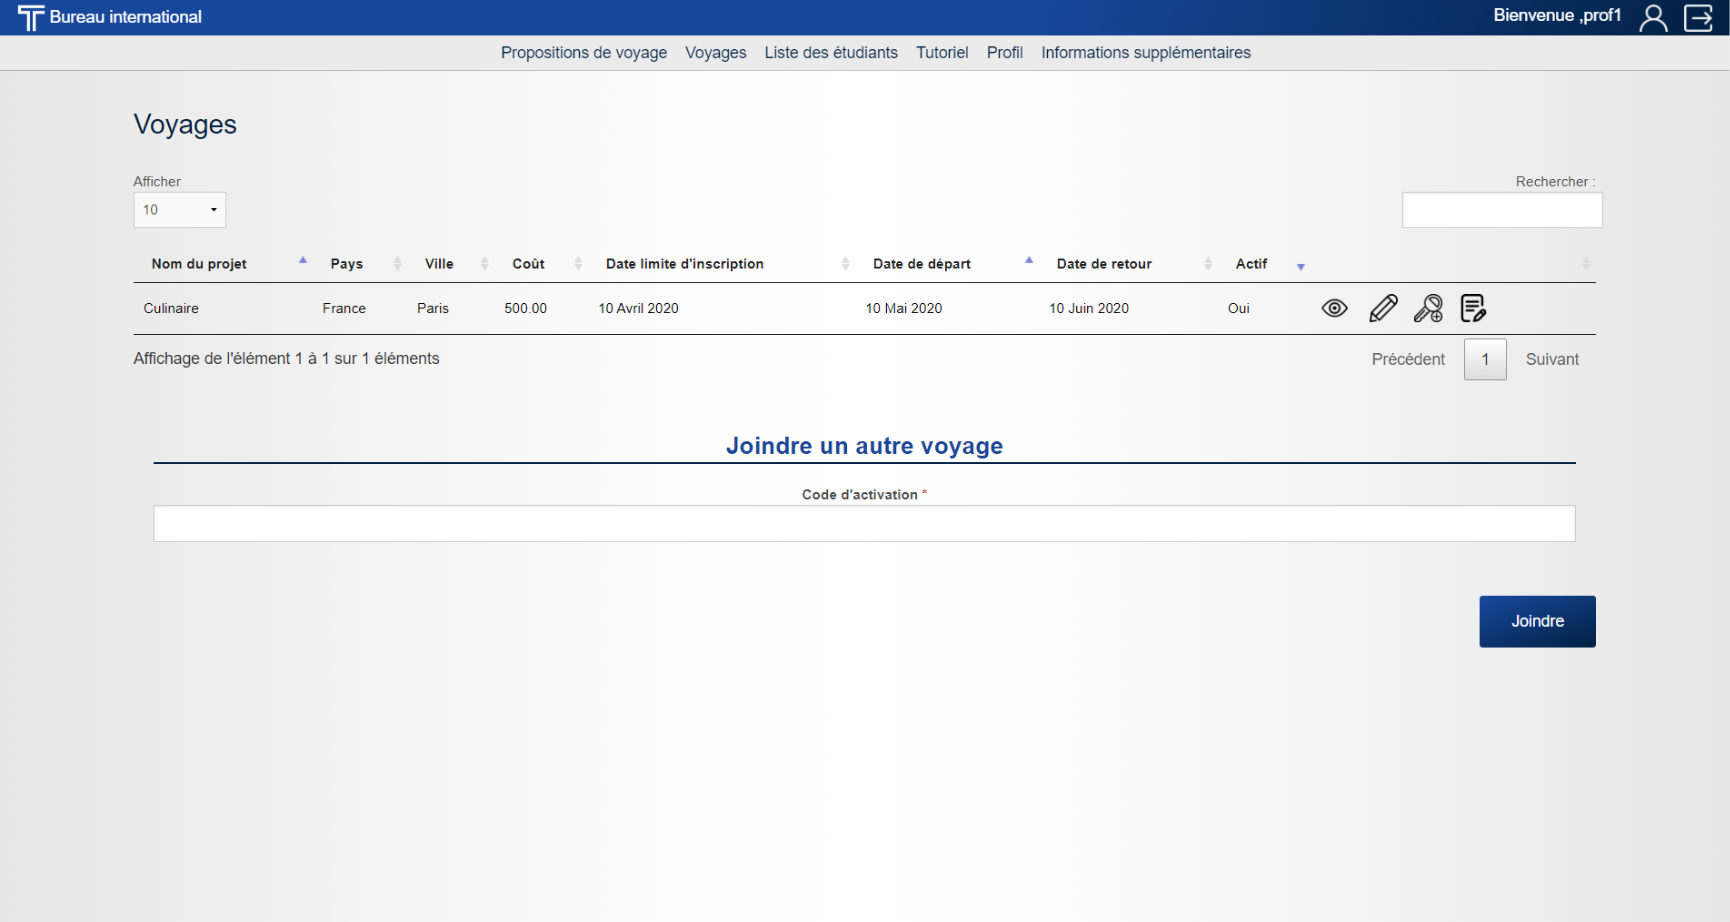 Bureau international
Bienvenue ,prof1
Propositions de voyage Voyages Liste des étudiants Tutoriel Profil Informations supplémentaires
Voyages
Afficher
Rechercher :
10
Nom du projet Pays Ville Coût Date limite d'inscription Date de départ Date de retour Actif
Culinaire France Paris 500.00 10 Avril 2020 10 Mai 2020 10 Juin 2020 Oui
Affichage de l'élément 1 à 1 sur 1 éléments
Précédent 1 Suivant
Joindre un autre voyage
Code d'activation *
Joindre